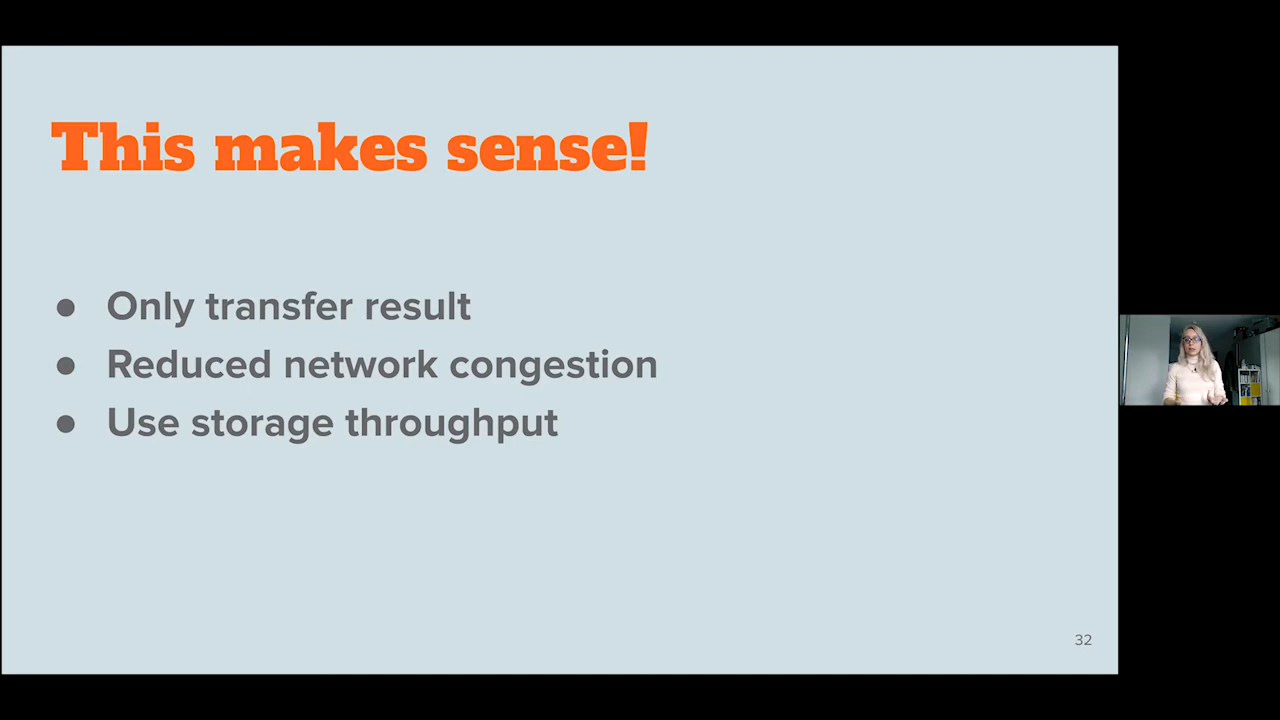 This makes sense!
● Only transfer result
● Reduced network congestion
● Use storage throughput
32